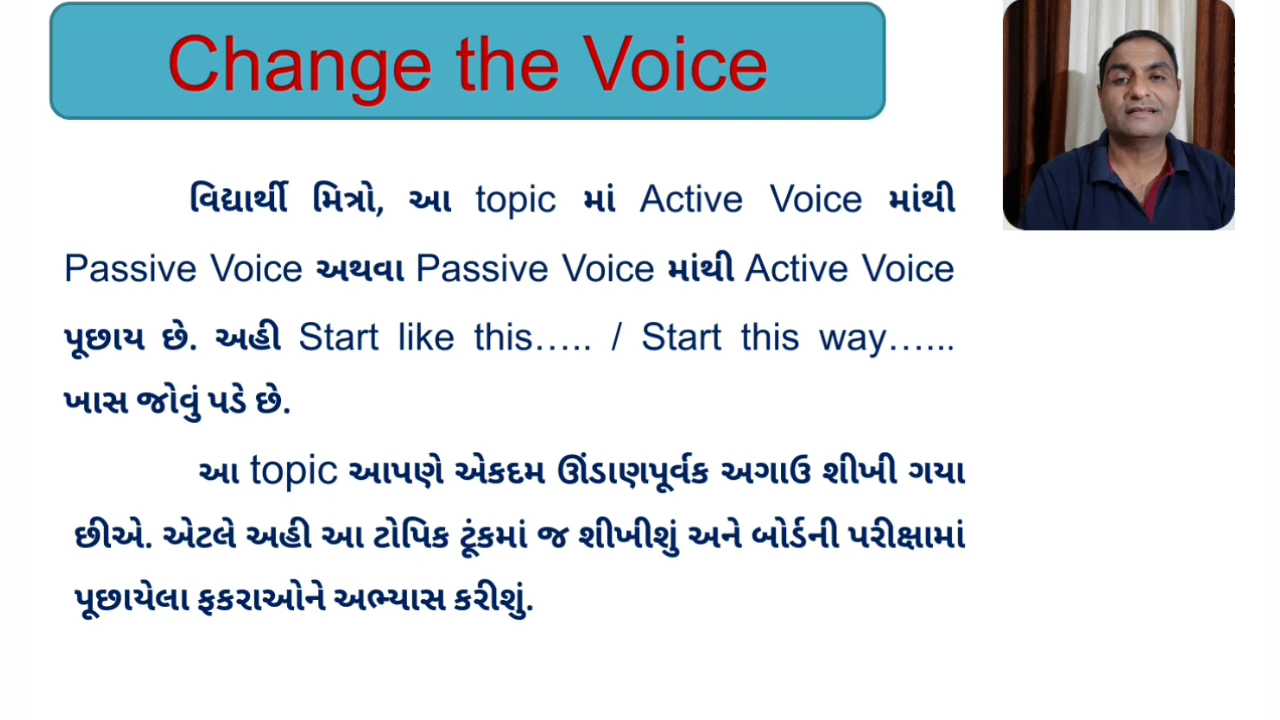 Change the Voice
વિદ્યાર્થી મિત્રો, આ topic માં Active Voice માંથી
Passive Voice અથવા Passive Voice માંથી Active Voice
પૂછાય છે. અહી Start like this….. / Start this way…...
ખાસ જોવું પડે છે.
આ topic આપણે એકદમ ઊંડાણપૂર્વક અગાઉ શીખી ગયા
છીએ. એટલે અહી આ ટોપિક ટૂંકમાં જ શીખીશું અને બોર્ડની પરીક્ષામાં
પૂછાયેલા ફકરાઓને અભ્યાસ કરીશું.